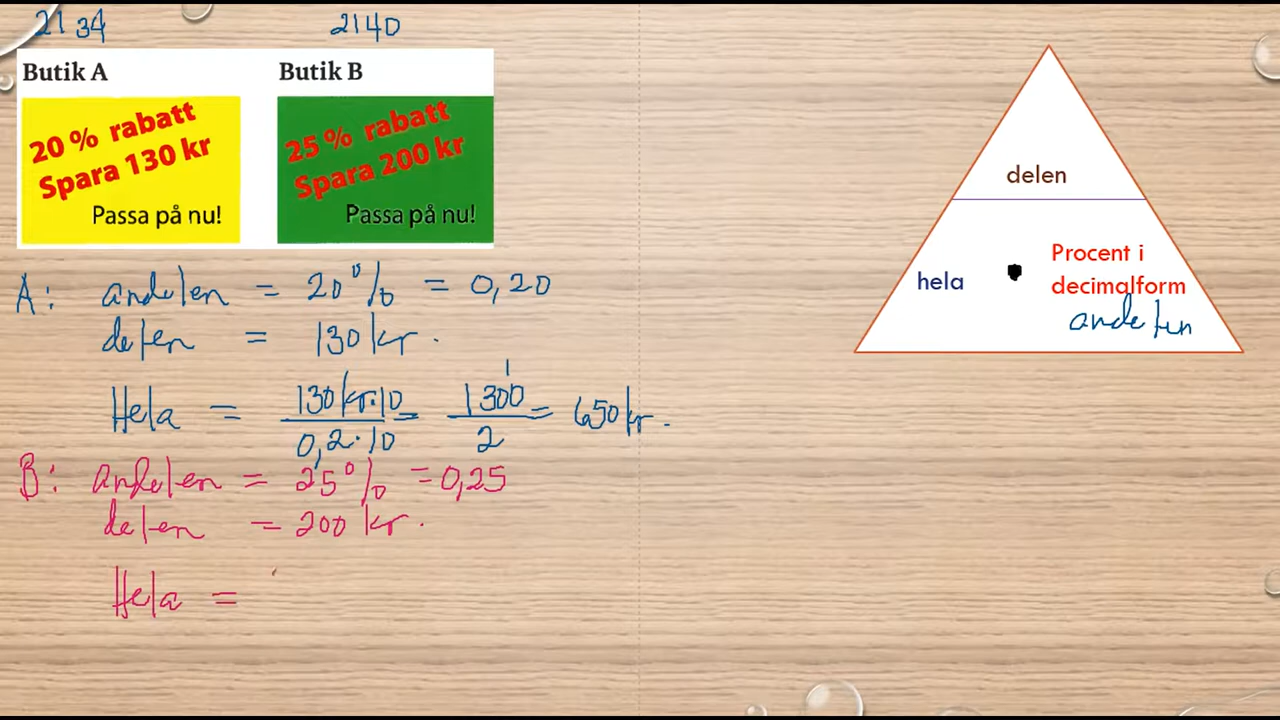 2134 2140
Butik A Butik B
20 % rabatt
Spara 130 kr
Passa på nu!
25 % rabatt
Spara 200 kr
Passa på nu!
A: andelen = 20% = 0,20
delen = 130 kr.
Hela = 130 kr·10 / 0,2·10 = 1300 / 2 = 650 kr.
B: andelen = 25% = 0,25
delen = 200 kr.
Hela =
delen
hela
Procent i
decimalform
andelen